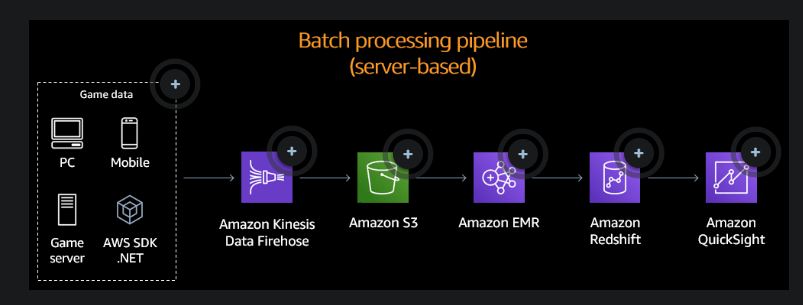 Batch processing pipeline
(server-based)
Game data
PC
Mobile
Game
server
AWS SDK
.NET
Amazon Kinesis
Data Firehose
Amazon S3
Amazon EMR
Amazon
Redshift
Amazon
QuickSight